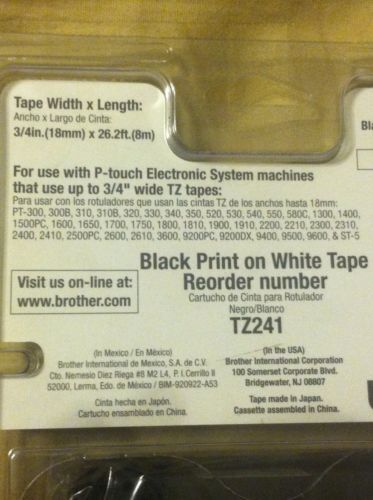 Tape Width x Length:
Ancho x Largo de Cinta:
3/4in.(18mm) x 26.2ft.(8m)
For use with P-touch Electronic System machines
that use up to 3/4" wide TZ tapes:
Para usar con los rotuladores que usan las cintas TZ de los anchos hasta 18mm:
PT-300, 300B, 310, 310B, 320, 330, 340, 350, 520, 530, 540, 550, 580C, 1300, 1400,
1500PC, 1600, 1650, 1700, 1750, 1800, 1810, 1900, 1910, 2200, 2210, 2300, 2310,
2400, 2410, 2500PC, 2600, 2610, 3600, 9200PC, 9200DX, 9400, 9500, 9600, & ST-5
Visit us on-line at:
www.brother.com
Black Print on White Tape
Reorder number
Cartucho de Cinta para Rotulador
Negro/Blanco
TZ241
(In Mexico / En México)
Brother International de Mexico, S.A. de C.V.
Cto. Nemesio Diez Riega #8 M2 L4, P. I. Cerrillo II
52000, Lerma, Edo. de México / BIM-920922-A53
Cinta hecha en Japón.
Cartucho ensamblado en China.
(In the USA)
Brother International Corporation
100 Somerset Corporate Blvd.
Bridgewater, NJ 08807
Tape made in Japan.
Cassette assembled in China.